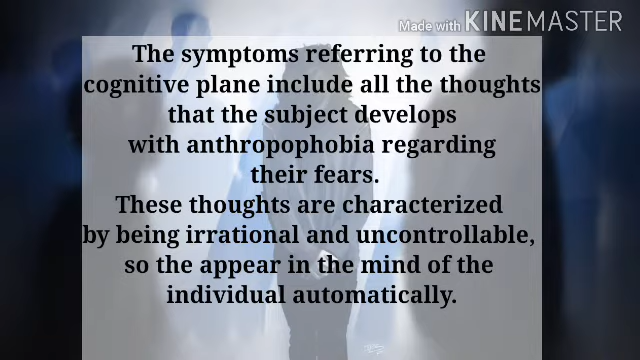 Made with KINEMASTER
The symptoms referring to the
cognitive plane include all the thoughts
that the subject develops
with anthropophobia regarding
their fears.
These thoughts are characterized
by being irrational and uncontrollable,
so the appear in the mind of the
individual automatically.